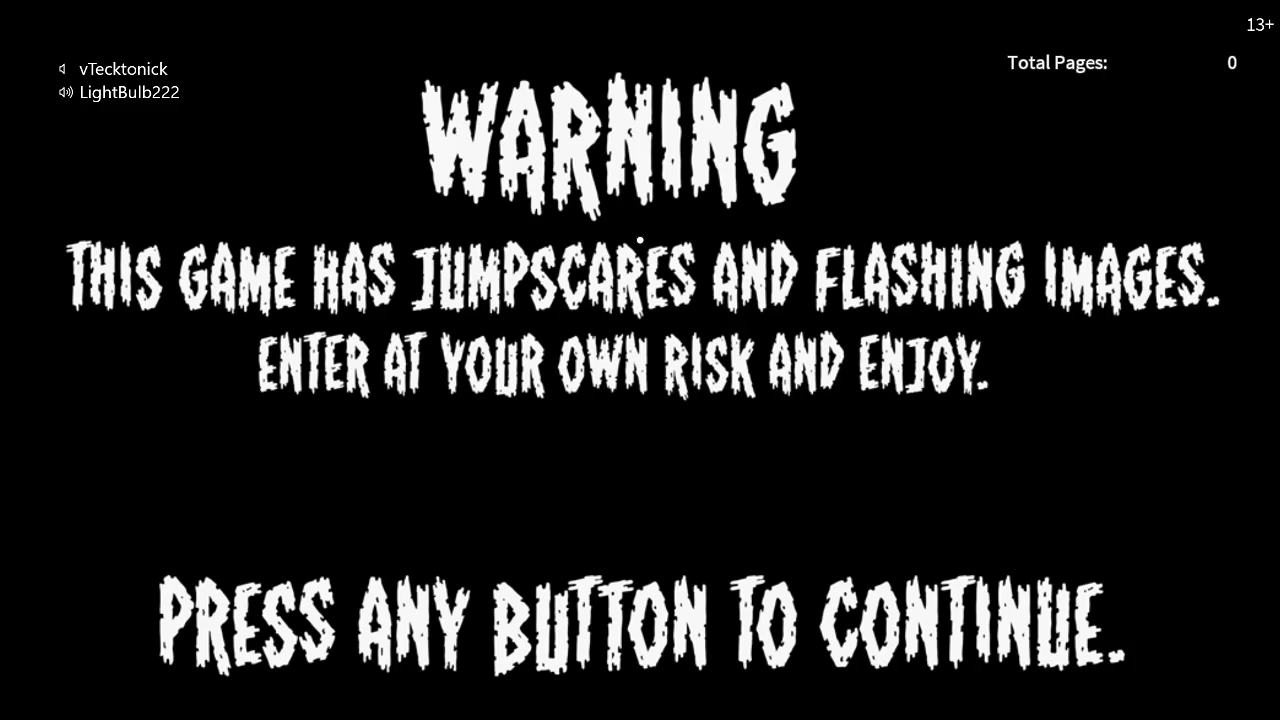 13+
vTecktonick
LightBulb222
Total Pages: 0
WARNING
THIS GAME HAS JUMPSCARES AND FLASHING IMAGES.
ENTER AT YOUR OWN RISK AND ENJOY.
PRESS ANY BUTTON TO CONTINUE.